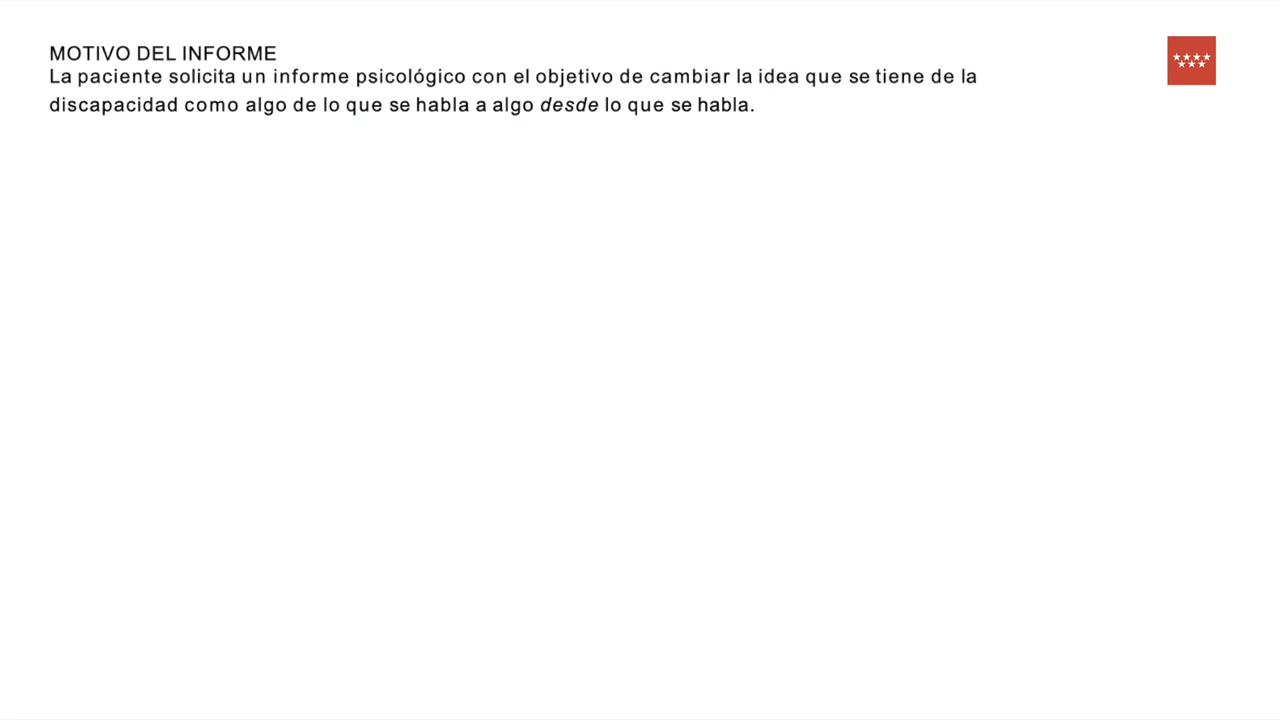 MOTIVO DEL INFORME
La paciente solicita un informe psicológico con el objetivo de cambiar la idea que se tiene de la
discapacidad como algo de lo que se habla a algo desde lo que se habla.